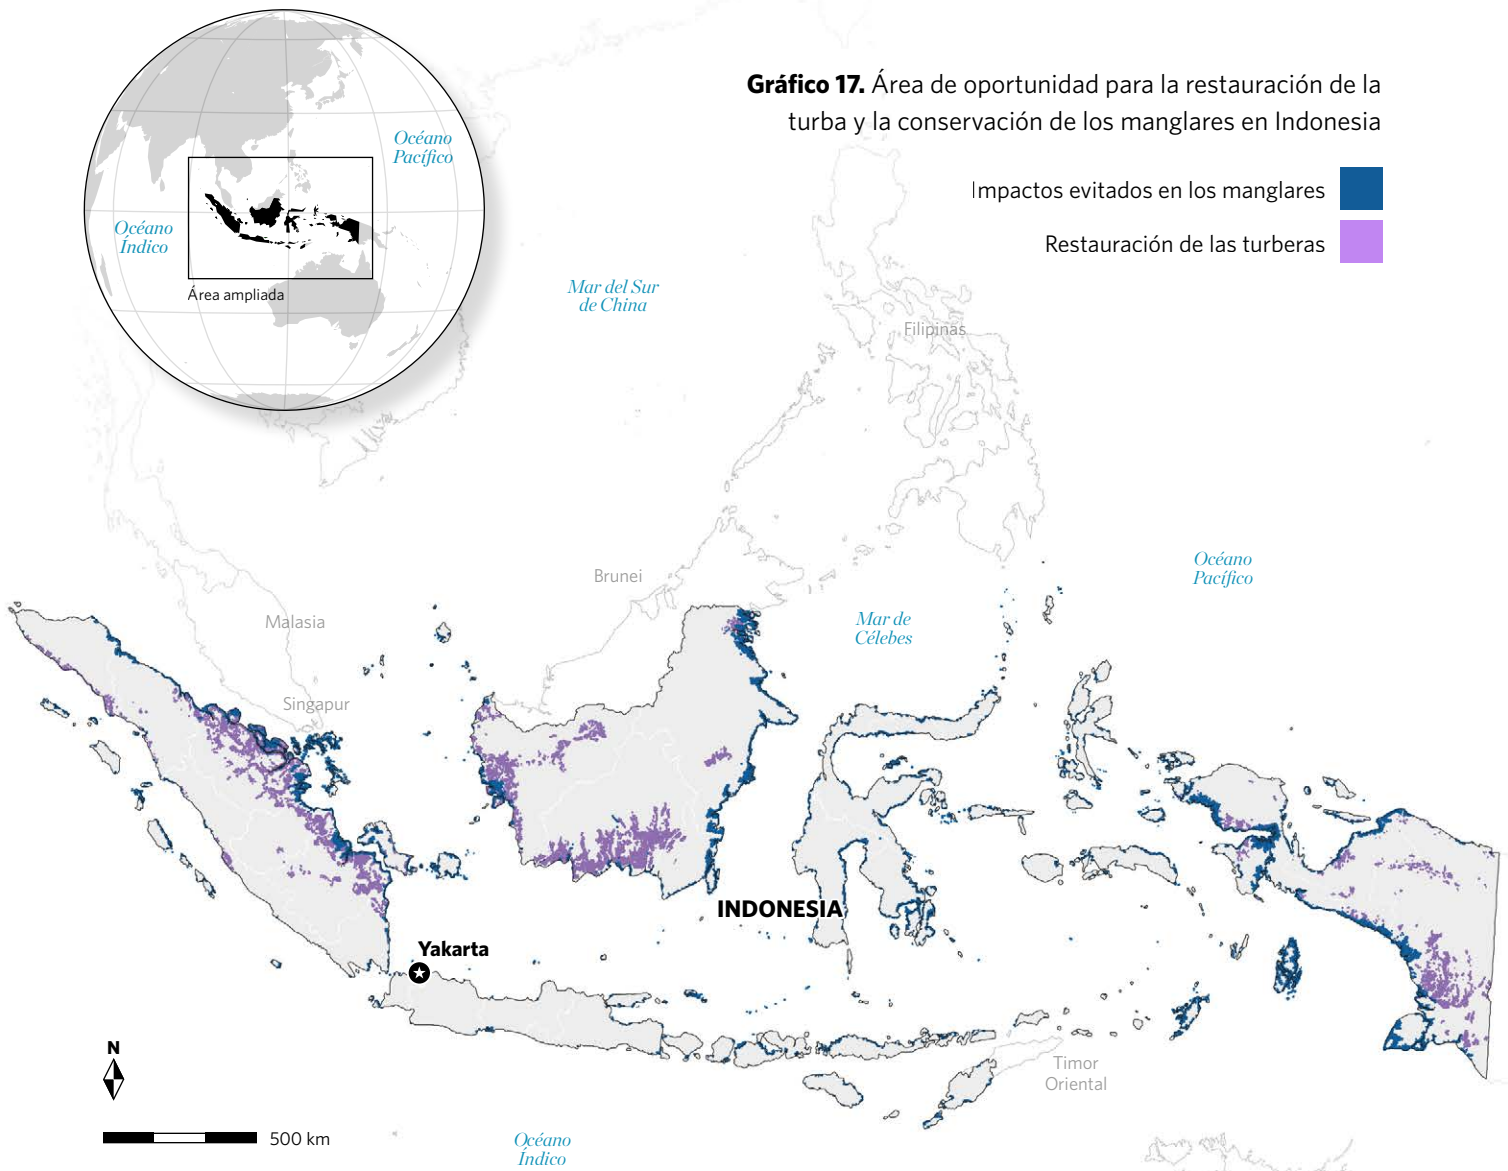 Gráfico 17. Área de oportunidad para la restauración de la
turba y la conservación de los manglares en Indonesia
Impactos evitados en los manglares
Restauración de las turberas
Océano
Pacífico
Océano
Índico
Área ampliada
Mar del Sur
de China
Filipinas
Océano
Pacífico
Brunei
Malasia
Mar de
Célebes
Singapur
INDONESIA
Yakarta
N
Timor
Oriental
500 km
Océano
Índico